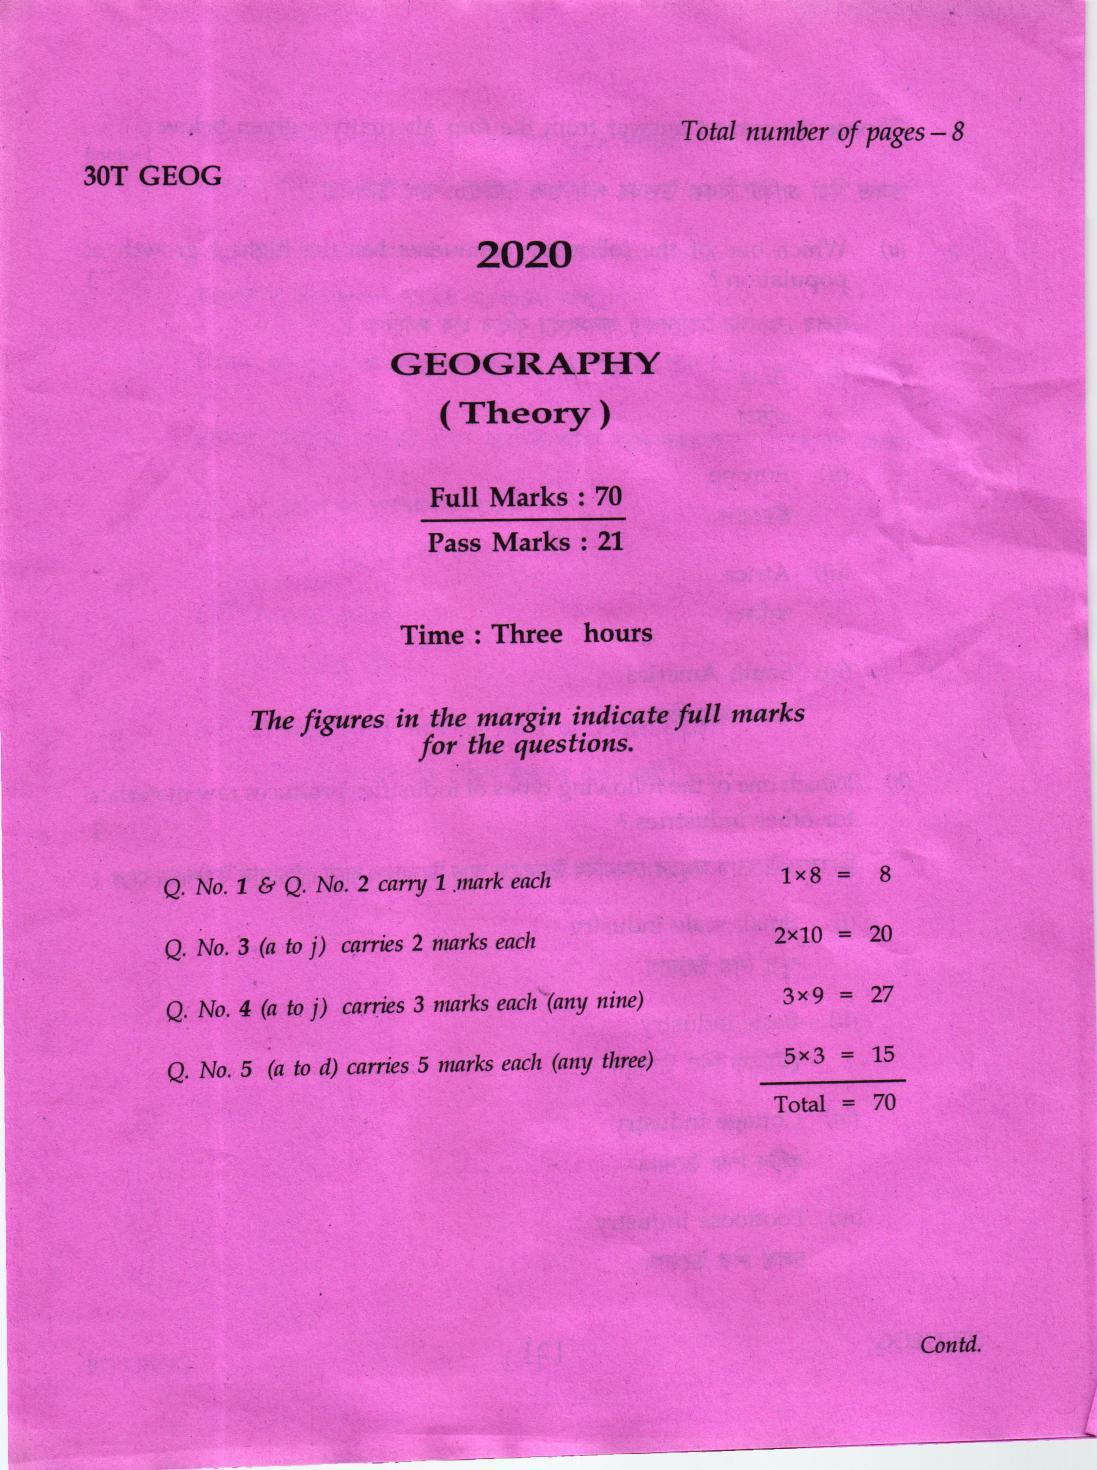 Total number of pages – 8
30T GEOG
2020
GEOGRAPHY
( Theory )
Full Marks : 70
Pass Marks : 21
Time : Three hours
The figures in the margin indicate full marks
for the questions.
Q. No. 1 & Q. No. 2 carry 1 mark each 1×8 = 8
Q. No. 3 (a to j) carries 2 marks each 2×10 = 20
Q. No. 4 (a to j) carries 3 marks each (any nine) 3×9 = 27
Q. No. 5 (a to d) carries 5 marks each (any three) 5×3 = 15
Total = 70
Contd.